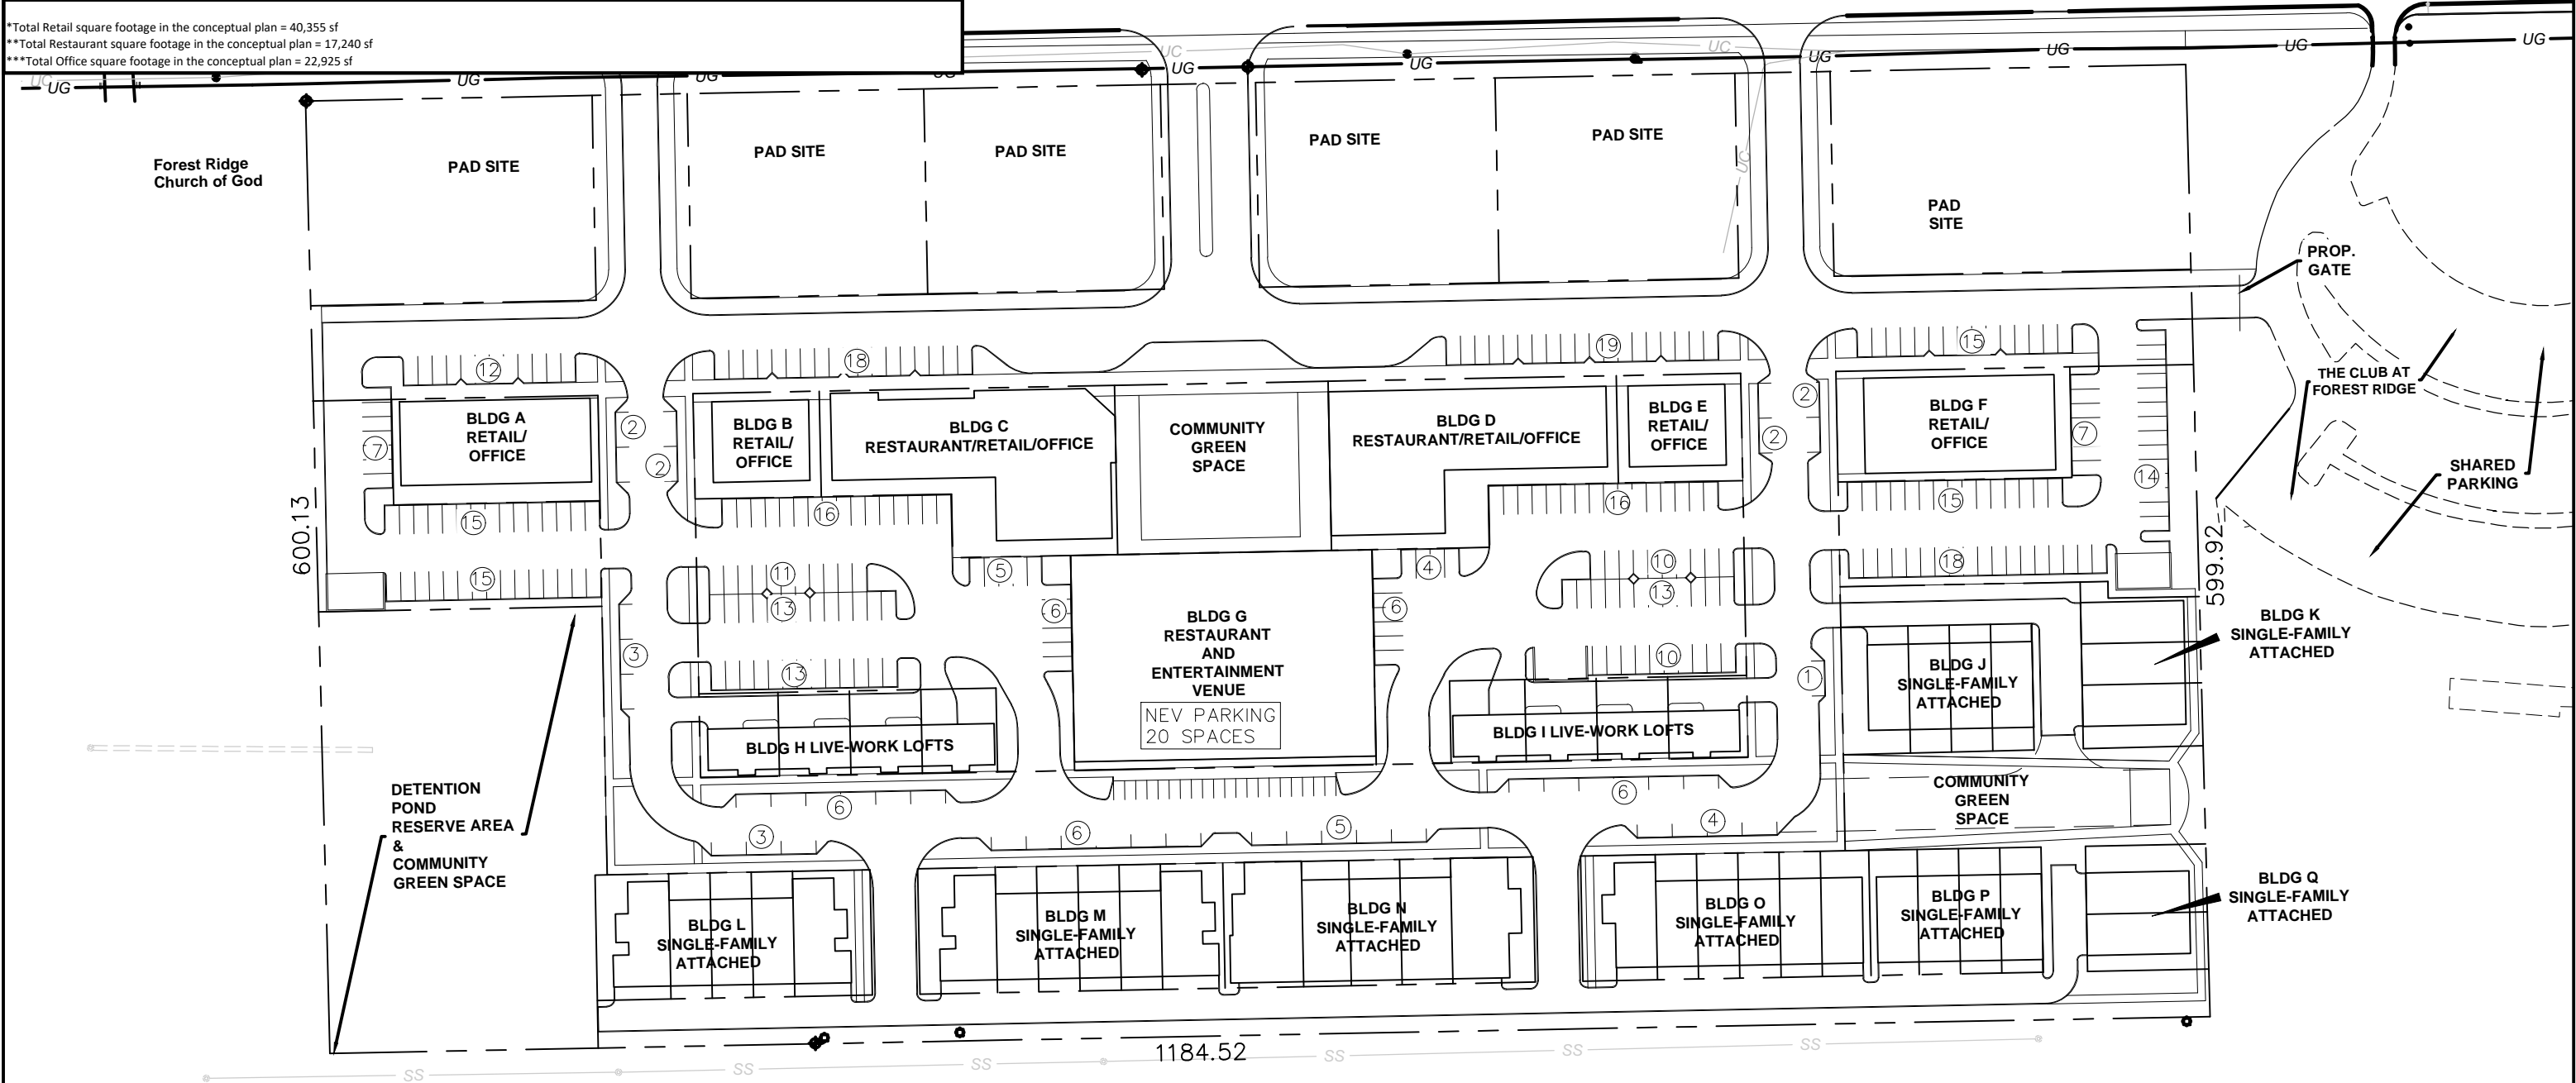 *Total Retail square footage in the conceptual plan = 40,355 sf
**Total Restaurant square footage in the conceptual plan = 17,240 sf
***Total Office square footage in the conceptual plan = 22,925 sf
UC
UC
UC
UG
UG
UG
UG
UG
UG
UG
UG
UG
UG
UC
Forest Ridge
Church of God
PAD SITE
PAD SITE
PAD SITE
PAD SITE
PAD SITE
PAD
SITE
PROP.
GATE
THE CLUB AT
FOREST RIDGE
SHARED
PARKING
12
18
19
15
2
2
2
2
7
7
14
BLDG A
RETAIL/
OFFICE
BLDG B
RETAIL/
OFFICE
BLDG C
RESTAURANT/RETAIL/OFFICE
COMMUNITY
GREEN
SPACE
BLDG D
RESTAURANT/RETAIL/OFFICE
BLDG E
RETAIL/
OFFICE
BLDG F
RETAIL/
OFFICE
600.13
599.92
15
16
16
15
15
11
13
5
4
10
13
18
6
6
3
13
10
1
BLDG G
RESTAURANT
AND
ENTERTAINMENT
VENUE
NEV PARKING
20 SPACES
BLDG H LIVE-WORK LOFTS
BLDG I LIVE-WORK LOFTS
BLDG J
SINGLE-FAMILY
ATTACHED
BLDG K
SINGLE-FAMILY
ATTACHED
DETENTION
POND
RESERVE AREA
&
COMMUNITY
GREEN SPACE
COMMUNITY
GREEN
SPACE
6
6
3
6
5
4
BLDG L
SINGLE-FAMILY
ATTACHED
BLDG M
SINGLE-FAMILY
ATTACHED
BLDG N
SINGLE-FAMILY
ATTACHED
BLDG O
SINGLE-FAMILY
ATTACHED
BLDG P
SINGLE-FAMILY
ATTACHED
BLDG Q
SINGLE-FAMILY
ATTACHED
1184.52
SS
SS
SS
SS
SS
SS